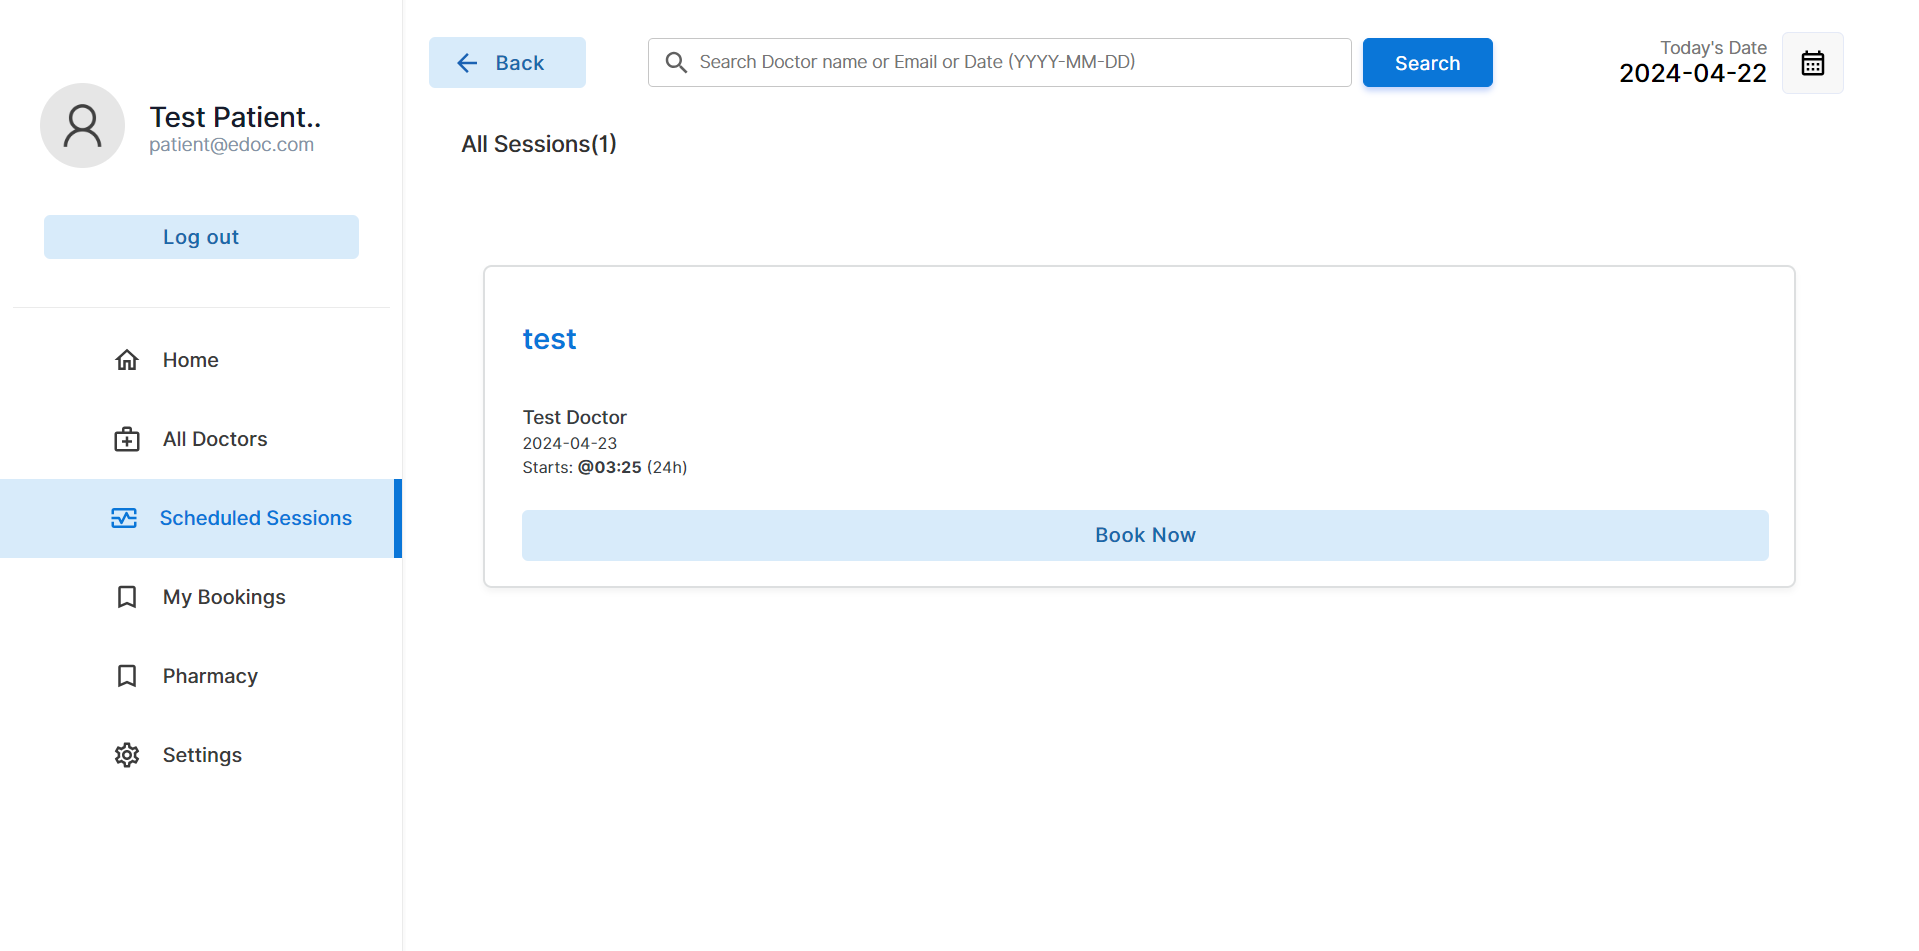 Test Patient..
patient@edoc.com
Log out
Home
All Doctors
Scheduled Sessions
My Bookings
Pharmacy
Settings
Back
Search Doctor name or Email or Date (YYYY-MM-DD)
Search
Today's Date
2024-04-22
All Sessions(1)
test
Test Doctor
2024-04-23
Starts: @03:25 (24h)
Book Now